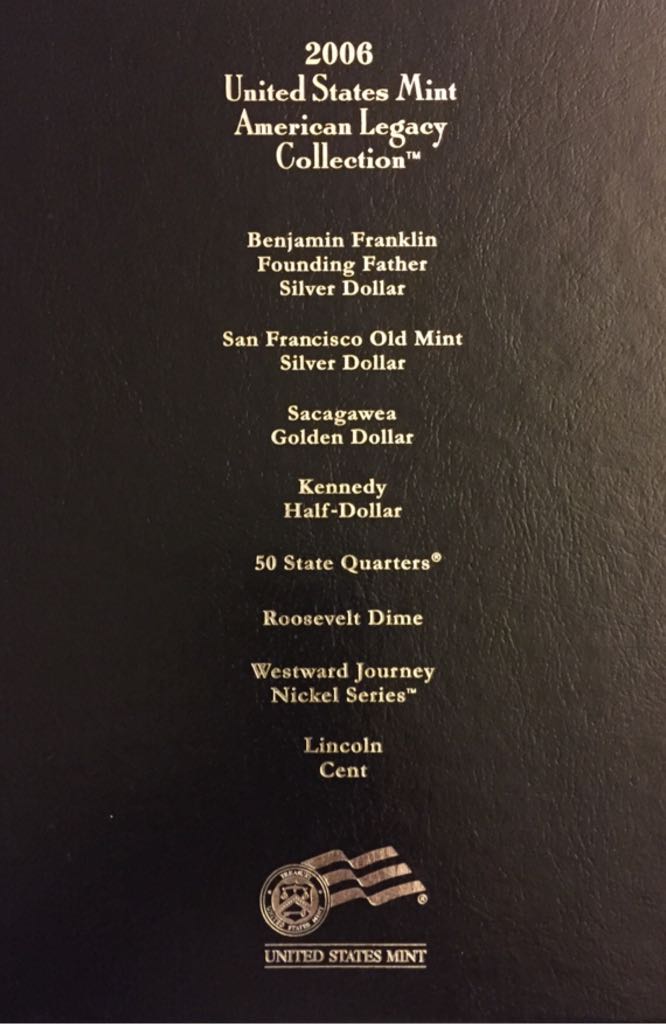 2006
United States Mint
American Legacy
Collection™
Benjamin Franklin
Founding Father
Silver Dollar
San Francisco Old Mint
Silver Dollar
Sacagawea
Golden Dollar
Kennedy
Half-Dollar
50 State Quarters®
Roosevelt Dime
Westward Journey
Nickel Series™
Lincoln
Cent
®
UNITED STATES MINT